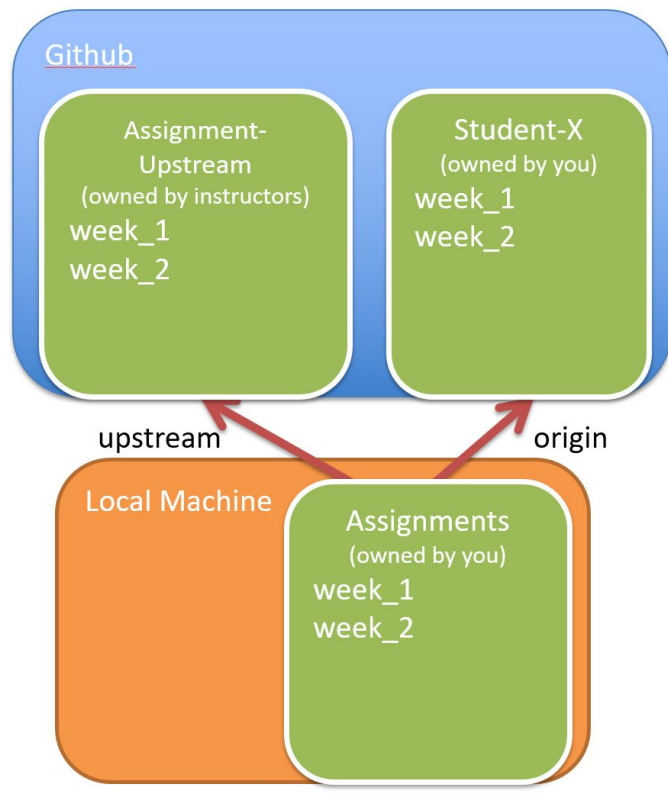 Github
Assignment-
Upstream
(owned by instructors)
week_1
week_2
Student-X
(owned by you)
week_1
week_2
upstream
origin
Local Machine
Assignments
(owned by you)
week_1
week_2